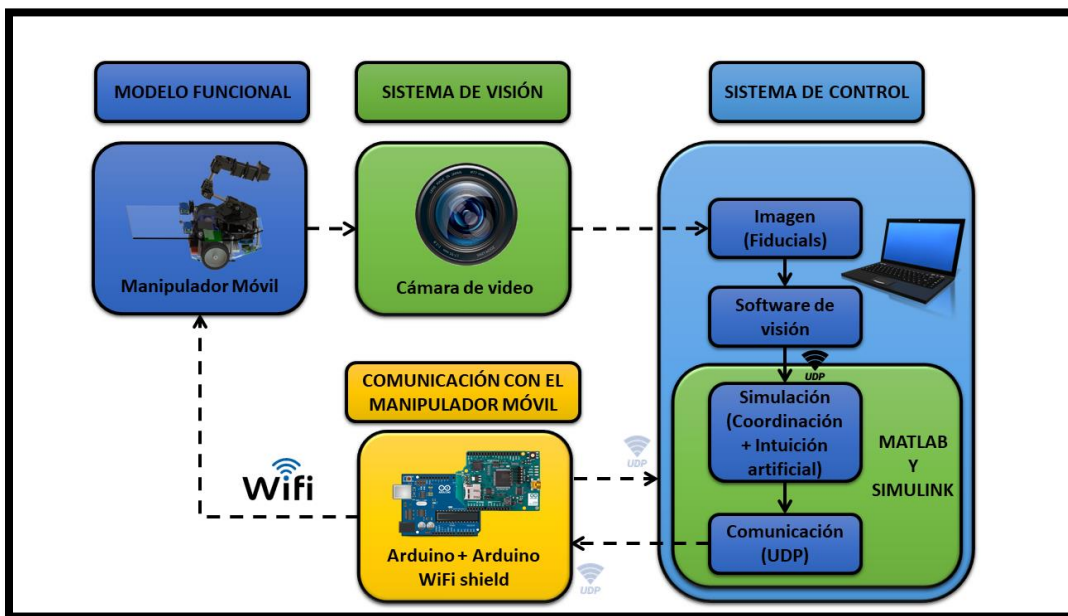 MODELO FUNCIONAL
SISTEMA DE VISIÓN
SISTEMA DE CONTROL
Manipulador Móvil
Cámara de video
Imagen
(Fiducials)
Software de
visión
UDP
Simulación
(Coordinación
+ Intuición
artificial)
MATLAB
Y
SIMULINK
Comunicación
(UDP)
COMUNICACIÓN CON EL
MANIPULADOR MÓVIL
UDP
Arduino + Arduino
WiFi shield
UDP
Wifi